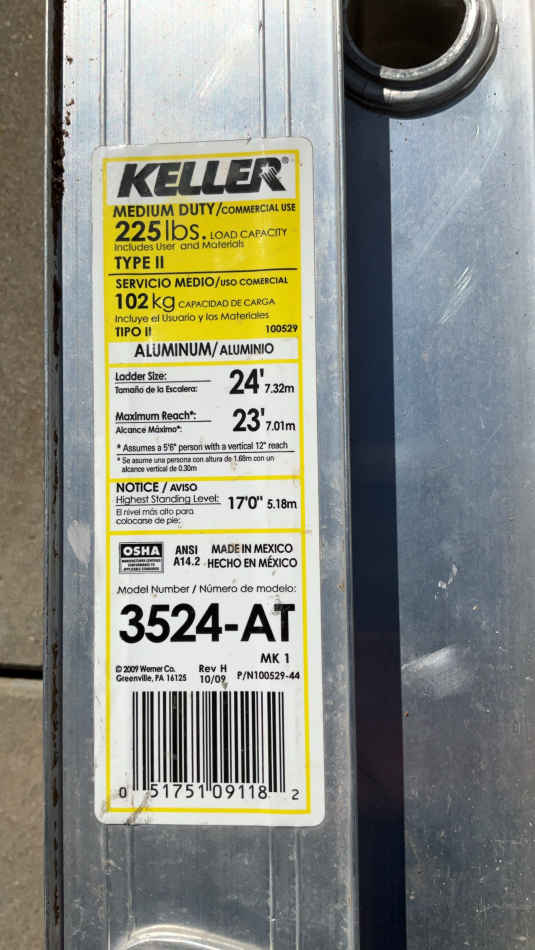 KELLER®
MEDIUM DUTY/COMMERCIAL USE
225 lbs. LOAD CAPACITY
Includes User and Materials
TYPE II
SERVICIO MEDIO/USO COMERCIAL
102 kg CAPACIDAD DE CARGA
Incluye el Usuario y los Materiales
TIPO II 100529
ALUMINUM/ALUMINIO
Ladder Size: 24' 7.32m
Tamaño de la Escalera:
Maximum Reach*: 23' 7.01m
Alcance Máximo*:
* Assumes a 5'6" person with a vertical 12" reach
* Se asume una persona con altura de 1.68m con un
alcance vertical de 0.30m
NOTICE / AVISO
Highest Standing Level: 17'0" 5.18m
El nivel más alto para
colocarse de pie:
OSHA
MANUFACTURER CERTIFIES
CONFORMANCE TO
APPLICABLE STANDARDS
ANSI
A14.2
MADE IN MEXICO
HECHO EN MÉXICO
Model Number / Número de modelo:
3524-AT
MK 1
© 2009 Werner Co. Rev H
Greenville, PA 16125 10/09 P/N100529-44
0 51751 09118 2